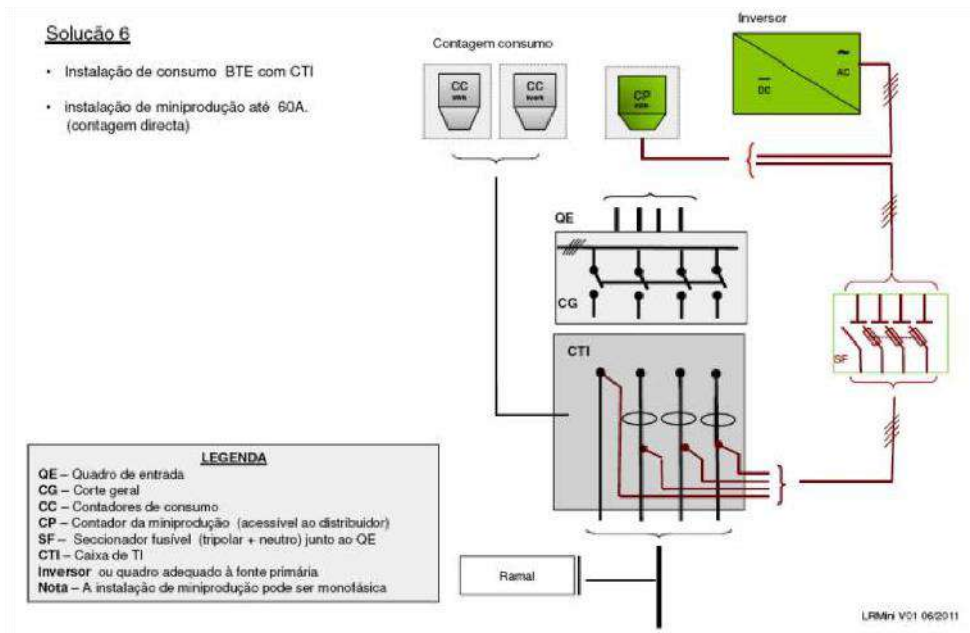 Solução 6
• Instalação de consumo BTE com CTI
• instalação de miniprodução até 60A.
(contagem directa)
Contagem consumo
CC
CC
CP
Inversor
AC
DC
QE
CG
CTI
SF
LEGENDA
QE – Quadro de entrada
CG – Corte geral
CC – Contadores de consumo
CP – Contador da miniprodução (acessível ao distribuidor)
SF – Seccionador fusível (tripolar + neutro) junto ao QE
CTI – Caixa de TI
Inversor ou quadro adequado à fonte primária
Nota – A instalação de miniprodução pode ser monofásica
Ramal
LRMini V01 06/2011